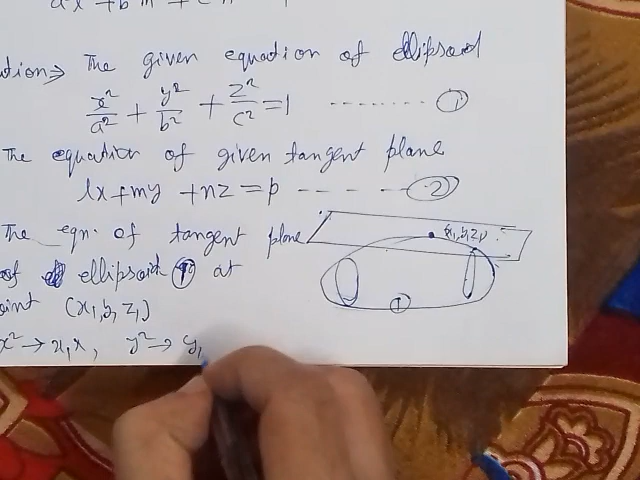 ution ⇒ The given equation of ellipsoid
x²/a² + y²/b² + z²/c² = 1 -------- ①
The equation of given tangent plane
lx + my + nz = p - - - - - ②
The eqn. of tangent plane
of ellipsoid ① at
oint (x₁, y₁, z₁)
x² → x₁x, y² → y₁
(x₁, y₁, z₁)
①